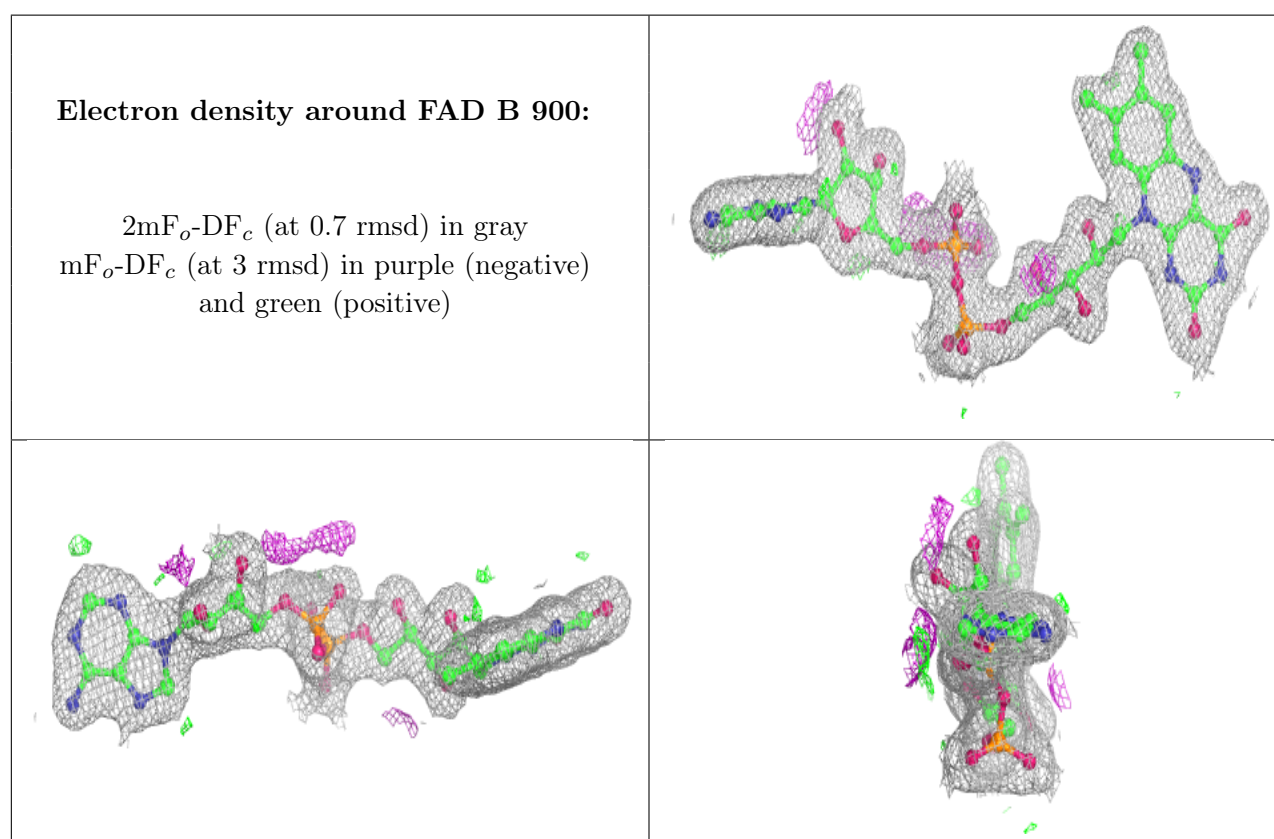 Electron density around FAD B 900:
2mFo-DFc (at 0.7 rmsd) in gray
mFo-DFc (at 3 rmsd) in purple (negative)
and green (positive)